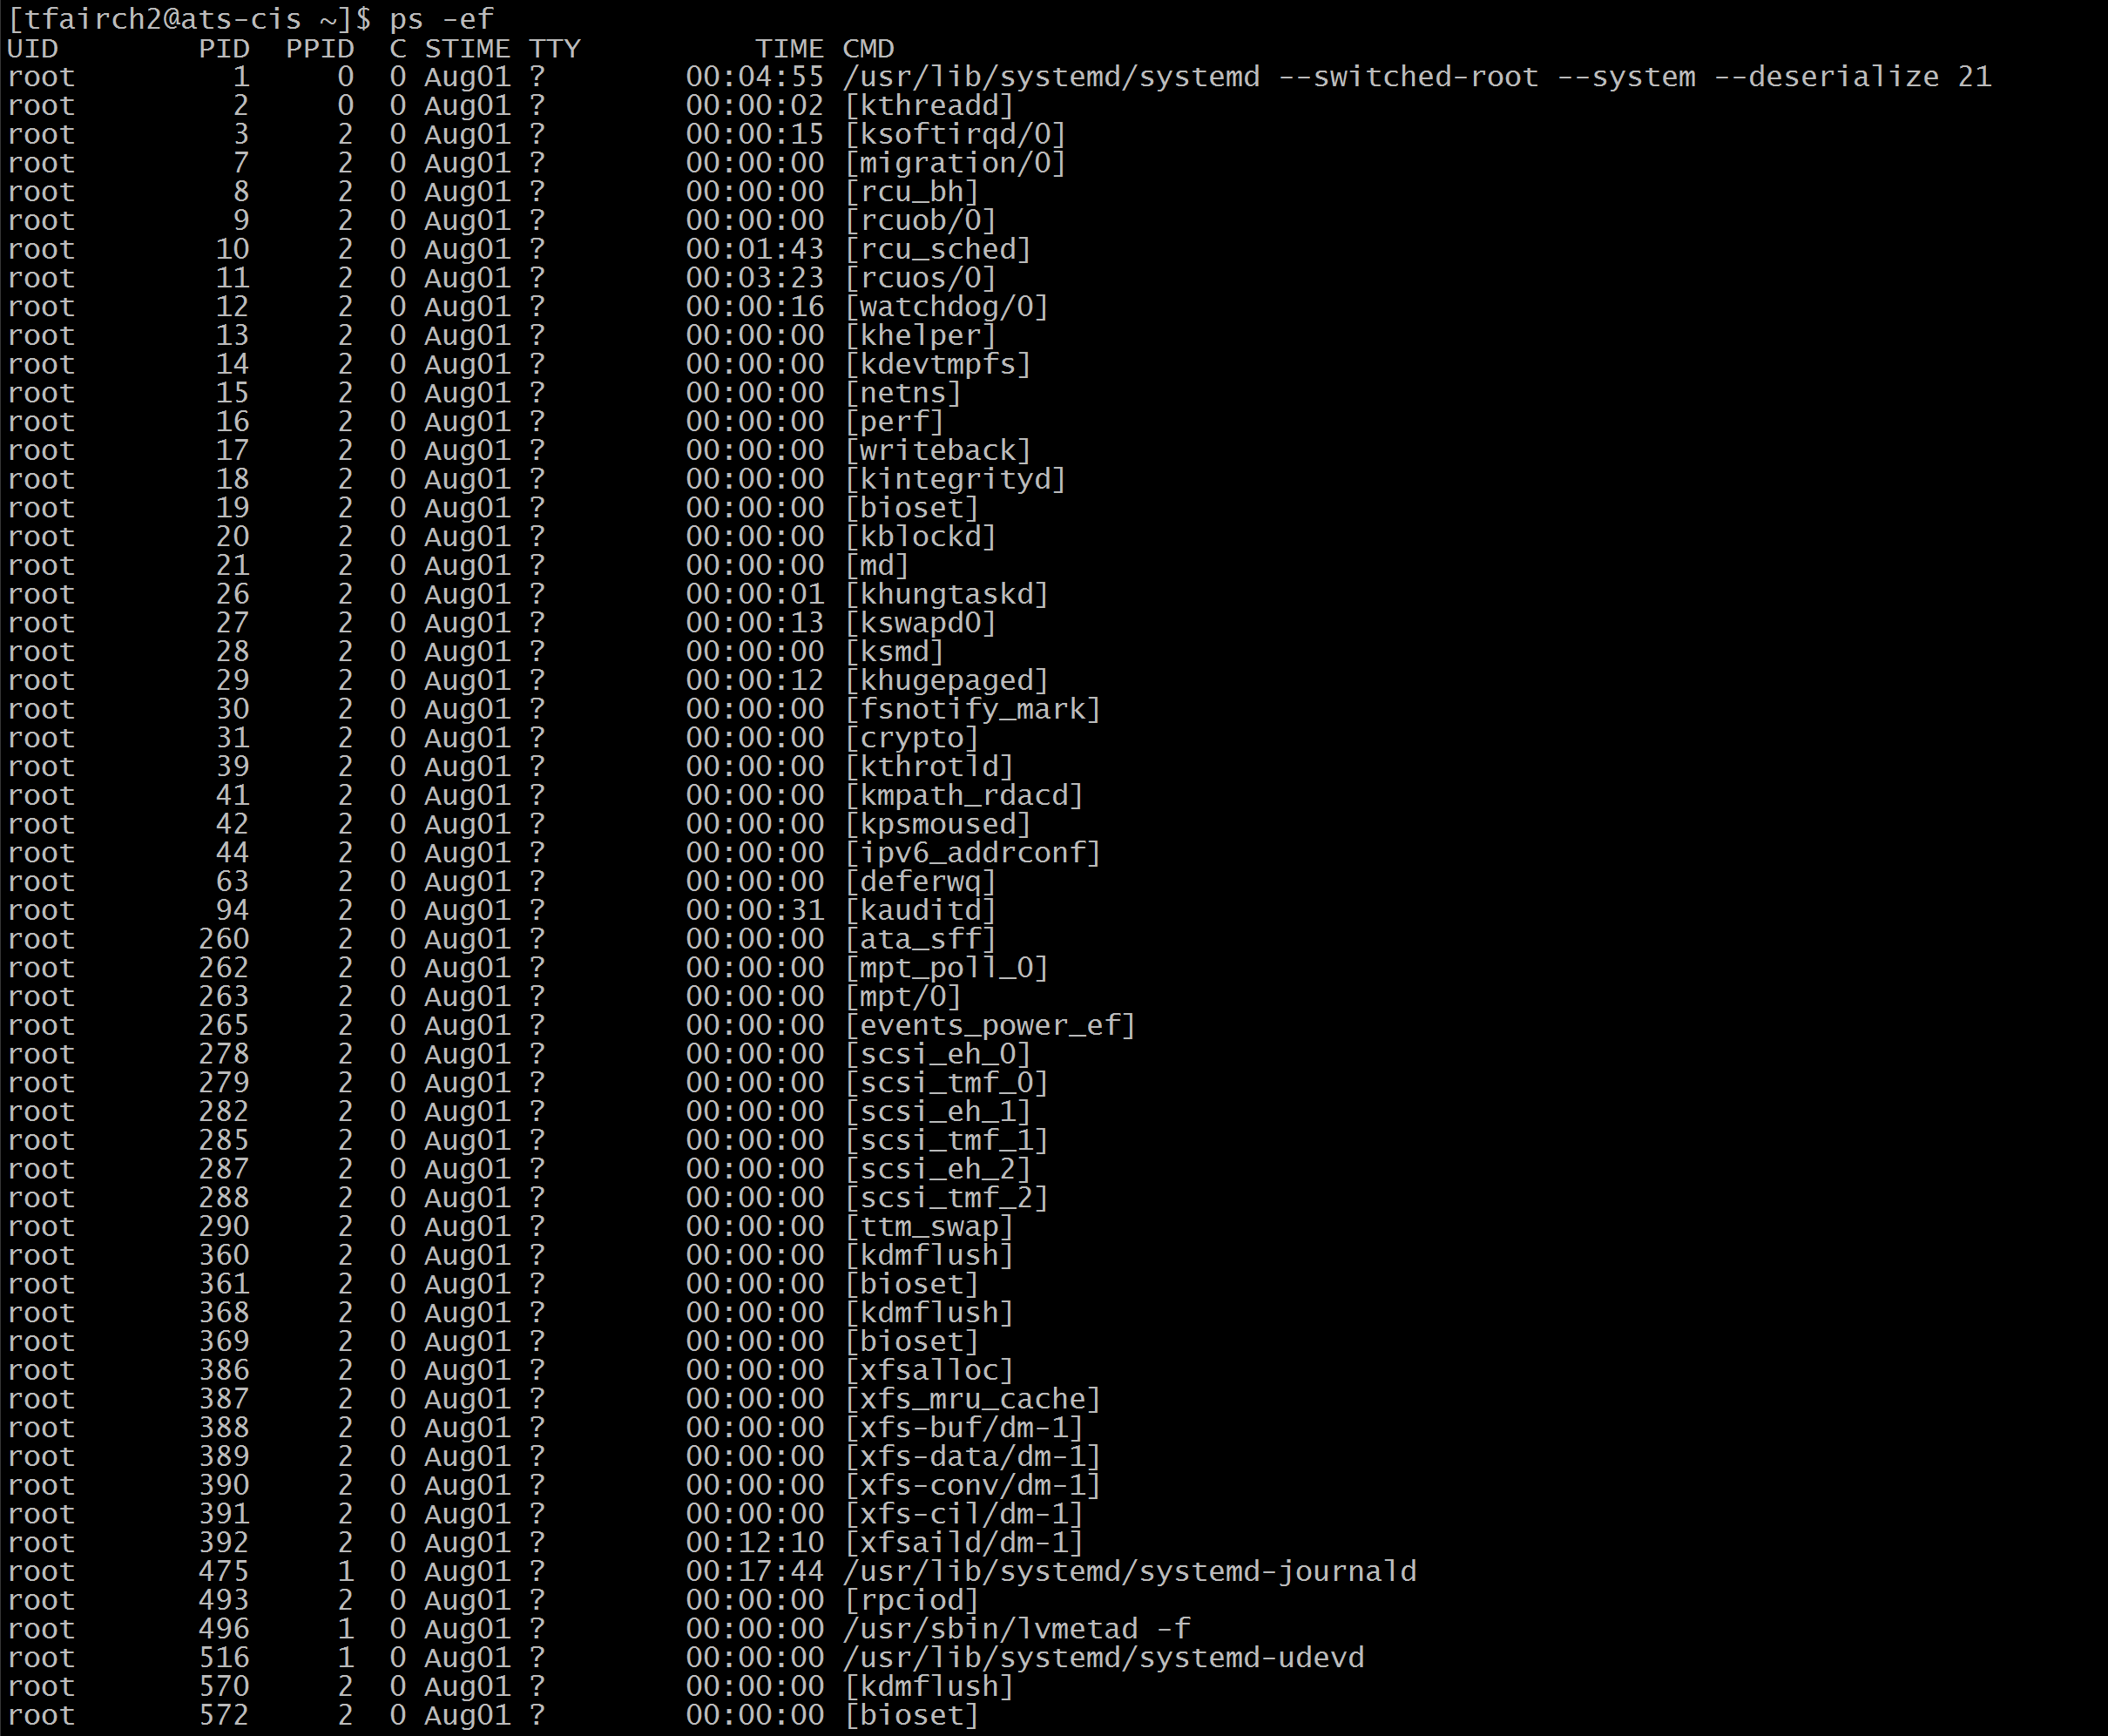 [tfairch2@ats-cis ~]$ ps -ef
UID        PID  PPID  C STIME TTY          TIME CMD
root         1     0  0 Aug01 ?        00:04:55 /usr/lib/systemd/systemd --switched-root --system --deserialize 21
root         2     0  0 Aug01 ?        00:00:02 [kthreadd]
root         3     2  0 Aug01 ?        00:00:15 [ksoftirqd/0]
root         7     2  0 Aug01 ?        00:00:00 [migration/0]
root         8     2  0 Aug01 ?        00:00:00 [rcu_bh]
root         9     2  0 Aug01 ?        00:00:00 [rcuob/0]
root        10     2  0 Aug01 ?        00:01:43 [rcu_sched]
root        11     2  0 Aug01 ?        00:03:23 [rcuos/0]
root        12     2  0 Aug01 ?        00:00:16 [watchdog/0]
root        13     2  0 Aug01 ?        00:00:00 [khelper]
root        14     2  0 Aug01 ?        00:00:00 [kdevtmpfs]
root        15     2  0 Aug01 ?        00:00:00 [netns]
root        16     2  0 Aug01 ?        00:00:00 [perf]
root        17     2  0 Aug01 ?        00:00:00 [writeback]
root        18     2  0 Aug01 ?        00:00:00 [kintegrityd]
root        19     2  0 Aug01 ?        00:00:00 [bioset]
root        20     2  0 Aug01 ?        00:00:00 [kblockd]
root        21     2  0 Aug01 ?        00:00:00 [md]
root        26     2  0 Aug01 ?        00:00:01 [khungtaskd]
root        27     2  0 Aug01 ?        00:00:13 [kswapd0]
root        28     2  0 Aug01 ?        00:00:00 [ksmd]
root        29     2  0 Aug01 ?        00:00:12 [khugepaged]
root        30     2  0 Aug01 ?        00:00:00 [fsnotify_mark]
root        31     2  0 Aug01 ?        00:00:00 [crypto]
root        39     2  0 Aug01 ?        00:00:00 [kthrotld]
root        41     2  0 Aug01 ?        00:00:00 [kmpath_rdacd]
root        42     2  0 Aug01 ?        00:00:00 [kpsmoused]
root        44     2  0 Aug01 ?        00:00:00 [ipv6_addrconf]
root        63     2  0 Aug01 ?        00:00:00 [deferwq]
root        94     2  0 Aug01 ?        00:00:31 [kauditd]
root       260     2  0 Aug01 ?        00:00:00 [ata_sff]
root       262     2  0 Aug01 ?        00:00:00 [mpt_poll_0]
root       263     2  0 Aug01 ?        00:00:00 [mpt/0]
root       265     2  0 Aug01 ?        00:00:00 [events_power_ef]
root       278     2  0 Aug01 ?        00:00:00 [scsi_eh_0]
root       279     2  0 Aug01 ?        00:00:00 [scsi_tmf_0]
root       282     2  0 Aug01 ?        00:00:00 [scsi_eh_1]
root       285     2  0 Aug01 ?        00:00:00 [scsi_tmf_1]
root       287     2  0 Aug01 ?        00:00:00 [scsi_eh_2]
root       288     2  0 Aug01 ?        00:00:00 [scsi_tmf_2]
root       290     2  0 Aug01 ?        00:00:00 [ttm_swap]
root       360     2  0 Aug01 ?        00:00:00 [kdmflush]
root       361     2  0 Aug01 ?        00:00:00 [bioset]
root       368     2  0 Aug01 ?        00:00:00 [kdmflush]
root       369     2  0 Aug01 ?        00:00:00 [bioset]
root       386     2  0 Aug01 ?        00:00:00 [xfsalloc]
root       387     2  0 Aug01 ?        00:00:00 [xfs_mru_cache]
root       388     2  0 Aug01 ?        00:00:00 [xfs-buf/dm-1]
root       389     2  0 Aug01 ?        00:00:00 [xfs-data/dm-1]
root       390     2  0 Aug01 ?        00:00:00 [xfs-conv/dm-1]
root       391     2  0 Aug01 ?        00:00:00 [xfs-cil/dm-1]
root       392     2  0 Aug01 ?        00:12:10 [xfsaild/dm-1]
root       475     1  0 Aug01 ?        00:17:44 /usr/lib/systemd/systemd-journald
root       493     2  0 Aug01 ?        00:00:00 [rpciod]
root       496     1  0 Aug01 ?        00:00:00 /usr/sbin/lvmetad -f
root       516     1  0 Aug01 ?        00:00:00 /usr/lib/systemd/systemd-udevd
root       570     2  0 Aug01 ?        00:00:00 [kdmflush]
root       572     2  0 Aug01 ?        00:00:00 [bioset]